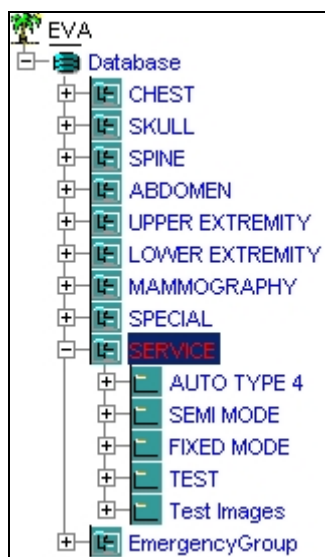 EVA
Database
CHEST
SKULL
SPINE
ABDOMEN
UPPER EXTREMITY
LOWER EXTREMITY
MAMMOGRAPHY
SPECIAL
SERVICE
AUTO TYPE 4
SEMI MODE
FIXED MODE
TEST
Test Images
EmergencyGroup